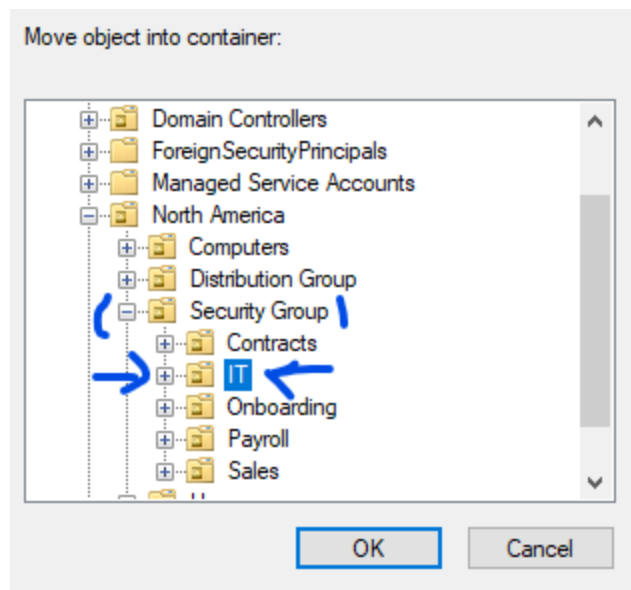 Move object into container:
Domain Controllers
ForeignSecurityPrincipals
Managed Service Accounts
North America
Computers
Distribution Group
Security Group
Contracts
IT
Onboarding
Payroll
Sales
OK
Cancel